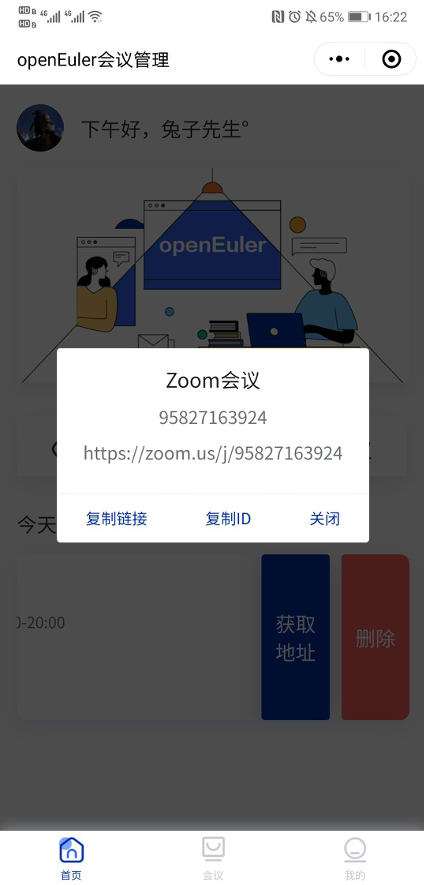 HD 4G 4G 65% 16:22
HD
openEuler会议管理
下午好，兔子先生°
openEuler
Zoom会议
95827163924
https://zoom.us/j/95827163924
复制链接 复制ID 关闭
今天
0-20:00
获取
地址
删除
首页 会议 我的